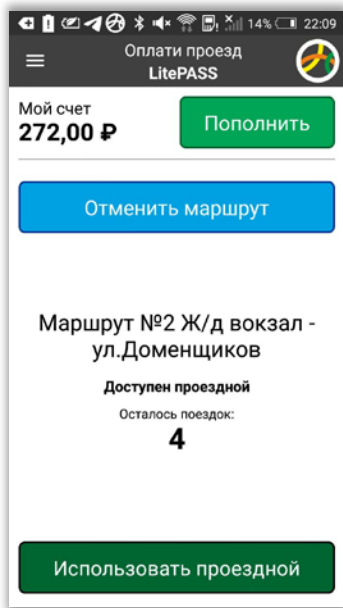 14% 22:09
Оплати проезд
LitePASS
Мой счет
272,00 ₽
Пополнить
Отменить маршрут
Маршрут №2 Ж/д вокзал -
ул.Доменщиков
Доступен проездной
Осталось поездок:
4
Использовать проездной